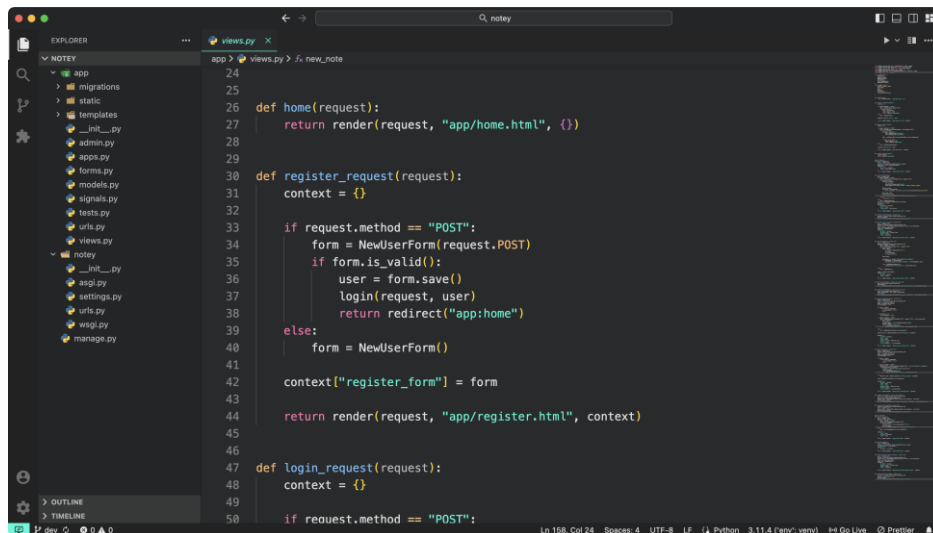 notey
EXPLORER
views.py
NOTEY
app > views.py > new_note
app
migrations
static
templates
__init__.py
admin.py
apps.py
forms.py
models.py
signals.py
tests.py
urls.py
views.py
notey
__init__.py
asgi.py
settings.py
urls.py
wsgi.py
manage.py
OUTLINE
TIMELINE
24
25
26 def home(request):
27     return render(request, "app/home.html", {})
28
29
30 def register_request(request):
31     context = {}
32
33     if request.method == "POST":
34         form = NewUserForm(request.POST)
35         if form.is_valid():
36             user = form.save()
37             login(request, user)
38             return redirect("app:home")
39     else:
40         form = NewUserForm()
41
42     context["register_form"] = form
43
44     return render(request, "app/register.html", context)
45
46
47 def login_request(request):
48     context = {}
49
50     if request.method == "POST":
dev 0 0 Ln 158, Col 24 Spaces: 4 UTF-8 LF Python 3.11.4 ('env': venv) Go Live Prettier